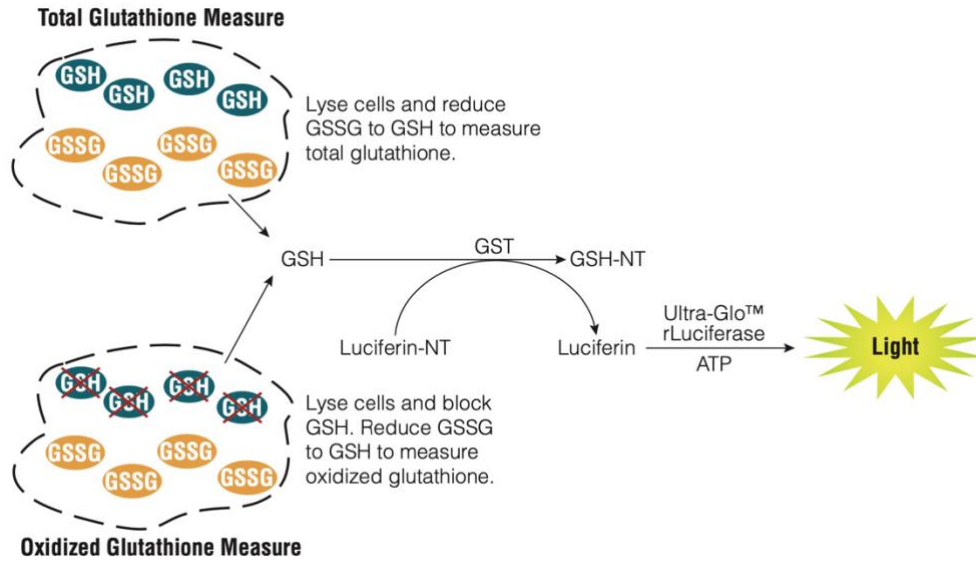 Total Glutathione Measure
GSH
GSH
GSH
GSH
GSSG
GSSG
GSSG
GSSG
Lyse cells and reduce
GSSG to GSH to measure
total glutathione.
GSH
GST
GSH-NT
Luciferin-NT
Luciferin
Ultra-Glo™
rLuciferase
ATP
Light
GSH
GSH
GSH
GSH
GSSG
GSSG
GSSG
GSSG
Lyse cells and block
GSH. Reduce GSSG
to GSH to measure
oxidized glutathione.
Oxidized Glutathione Measure